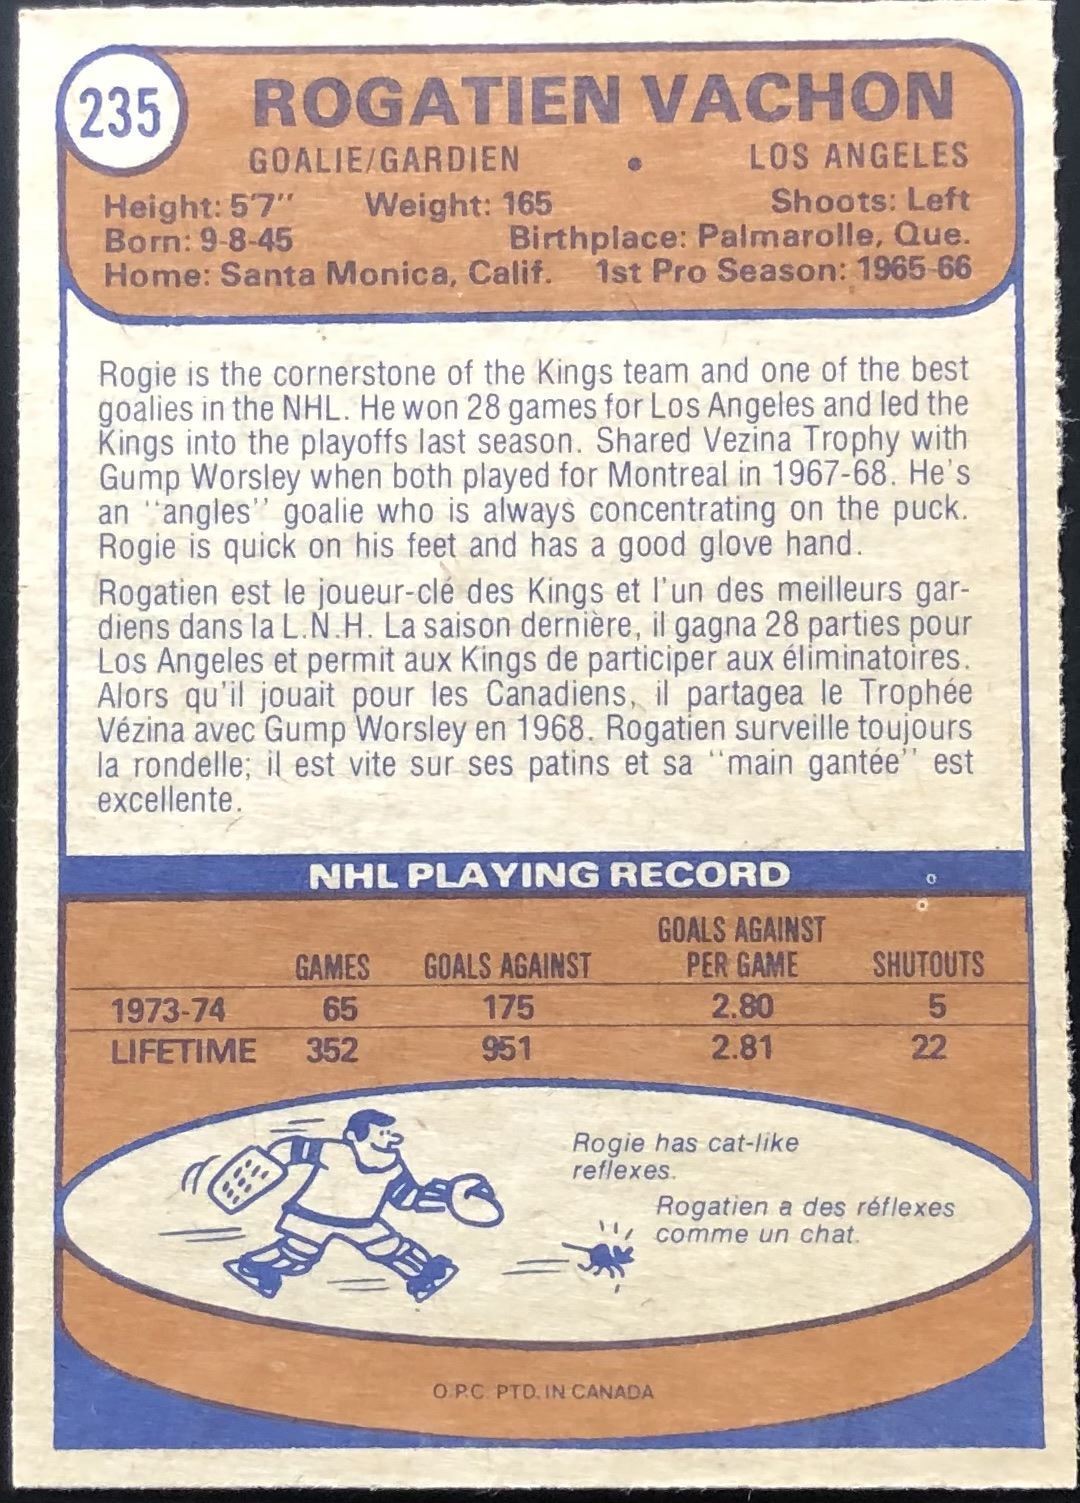 235
ROGATIEN VACHON
GOALIE/GARDIEN • LOS ANGELES
Height: 5'7" Weight: 165 Shoots: Left
Born: 9-8-45 Birthplace: Palmarolle, Que.
Home: Santa Monica, Calif. 1st Pro Season: 1965-66
Rogie is the cornerstone of the Kings team and one of the best
goalies in the NHL. He won 28 games for Los Angeles and led the
Kings into the playoffs last season. Shared Vezina Trophy with
Gump Worsley when both played for Montreal in 1967-68. He's
an "angles" goalie who is always concentrating on the puck.
Rogie is quick on his feet and has a good glove hand.
Rogatien est le joueur-clé des Kings et l'un des meilleurs gar-
diens dans la L.N.H. La saison dernière, il gagna 28 parties pour
Los Angeles et permit aux Kings de participer aux éliminatoires.
Alors qu'il jouait pour les Canadiens, il partagea le Trophée
Vézina avec Gump Worsley en 1968. Rogatien surveille toujours
la rondelle; il est vite sur ses patins et sa "main gantée" est
excellente.
NHL PLAYING RECORD
GAMES GOALS AGAINST GOALS AGAINST PER GAME SHUTOUTS
1973-74 65 175 2.80 5
LIFETIME 352 951 2.81 22
Rogie has cat-like
reflexes.
Rogatien a des réflexes
comme un chat.
O.P.C. PTD. IN CANADA